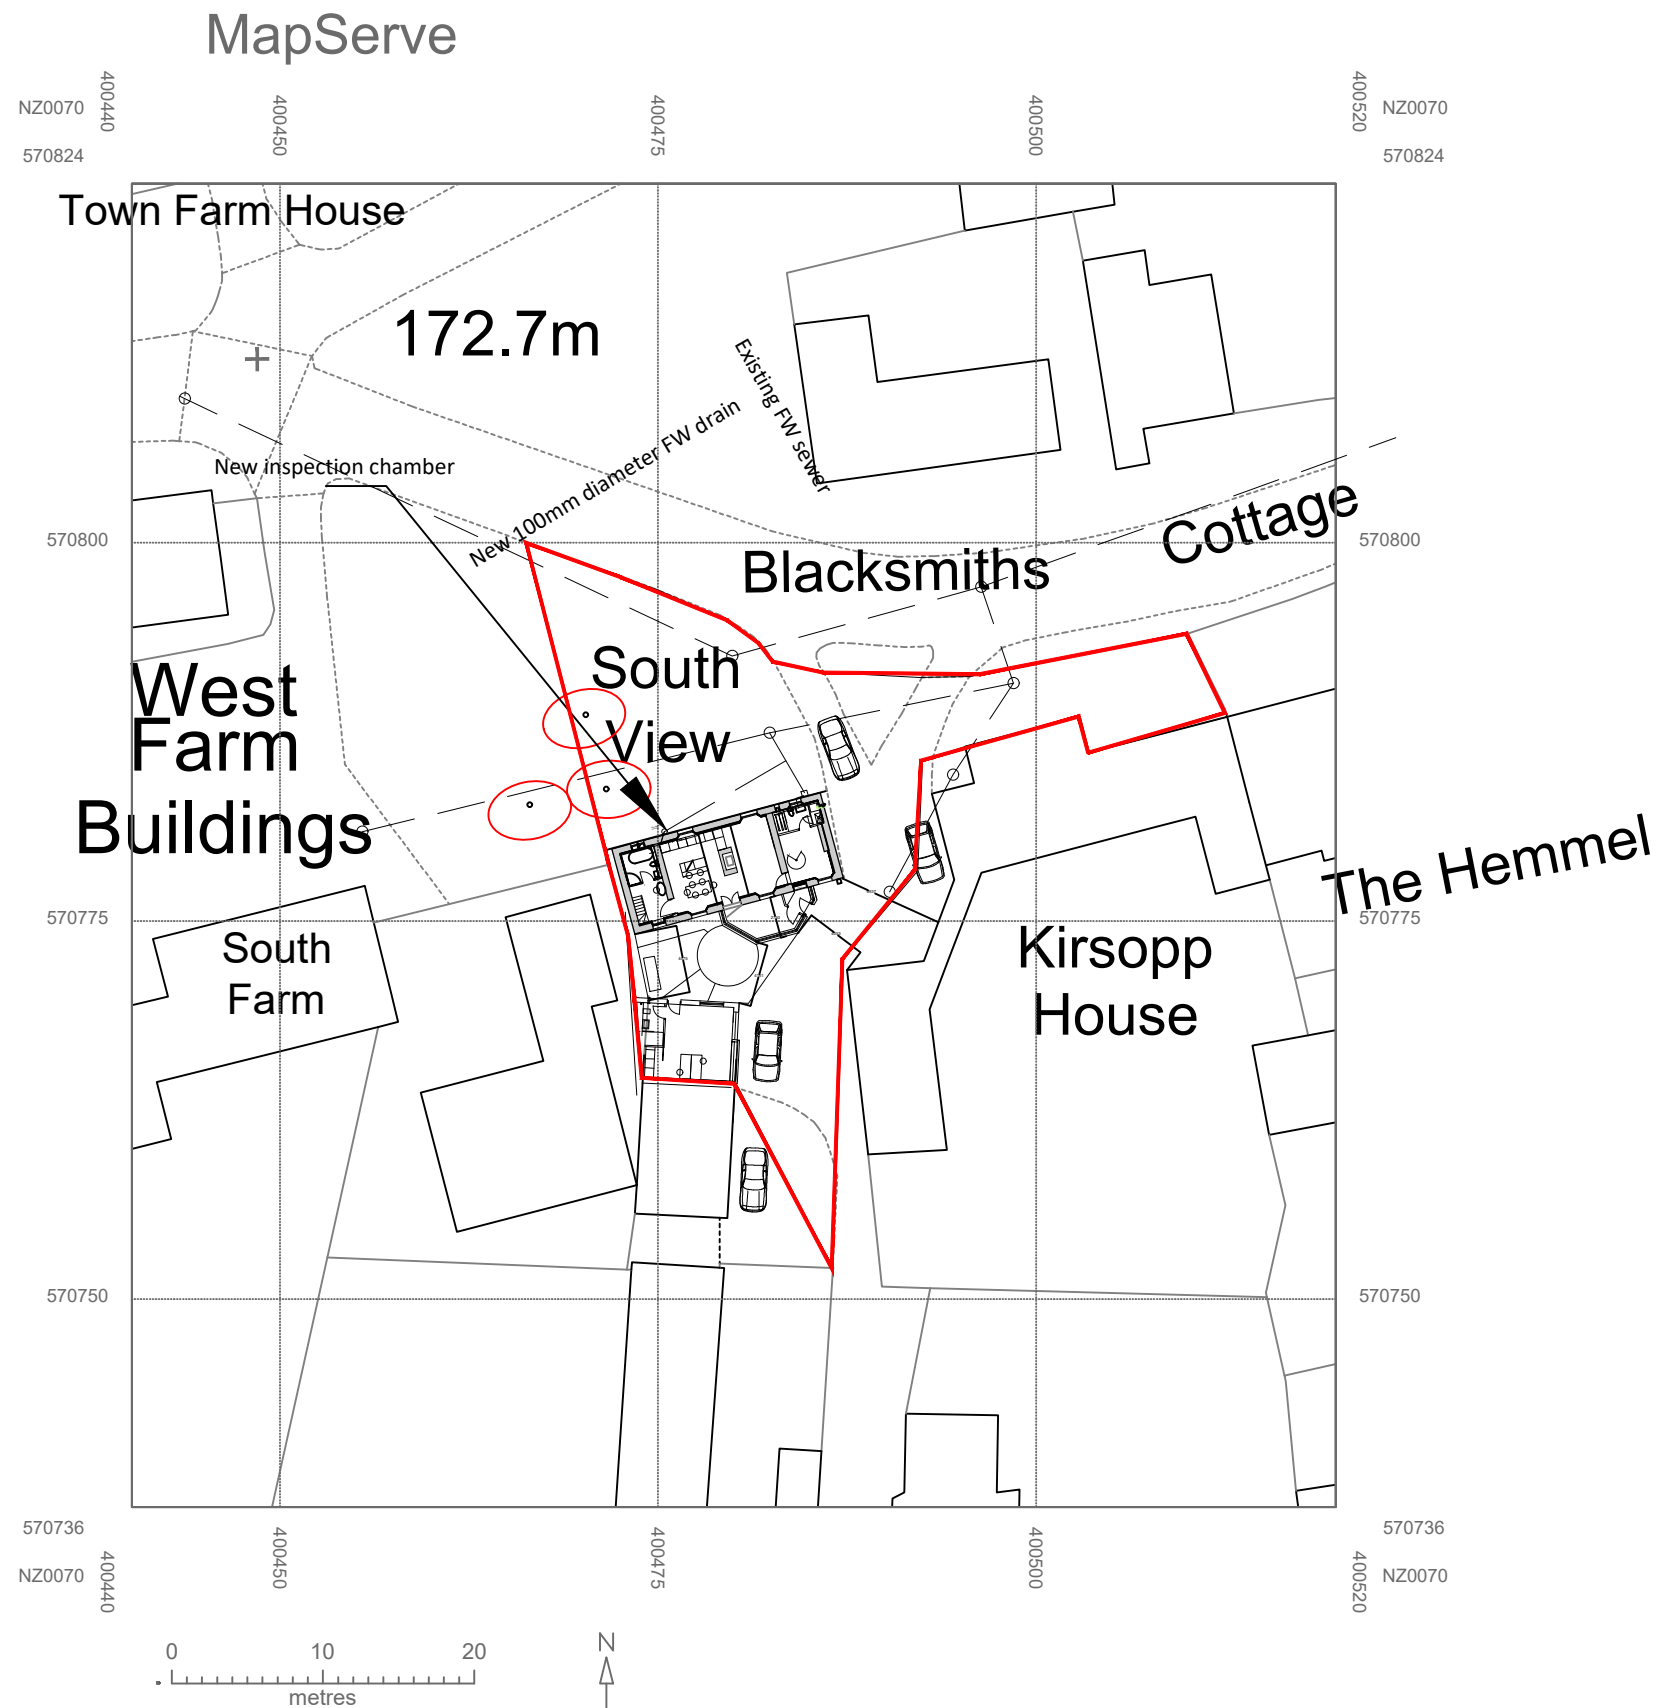 MapServe
400440
400450
400475
400500
400520
NZ0070
NZ0070
570824
570824
Town Farm House
172.7m
Existing FW sewer
New 100mm diameter FW drain
New inspection chamber
Cottage
570800
570800
Blacksmiths
South
View
West
Farm
Buildings
The Hemmel
570775
570775
South
Farm
Kirsopp
House
570750
570750
570736
570736
NZ0070
NZ0070
400440
400450
400475
400500
400520
0 10 20
metres
N